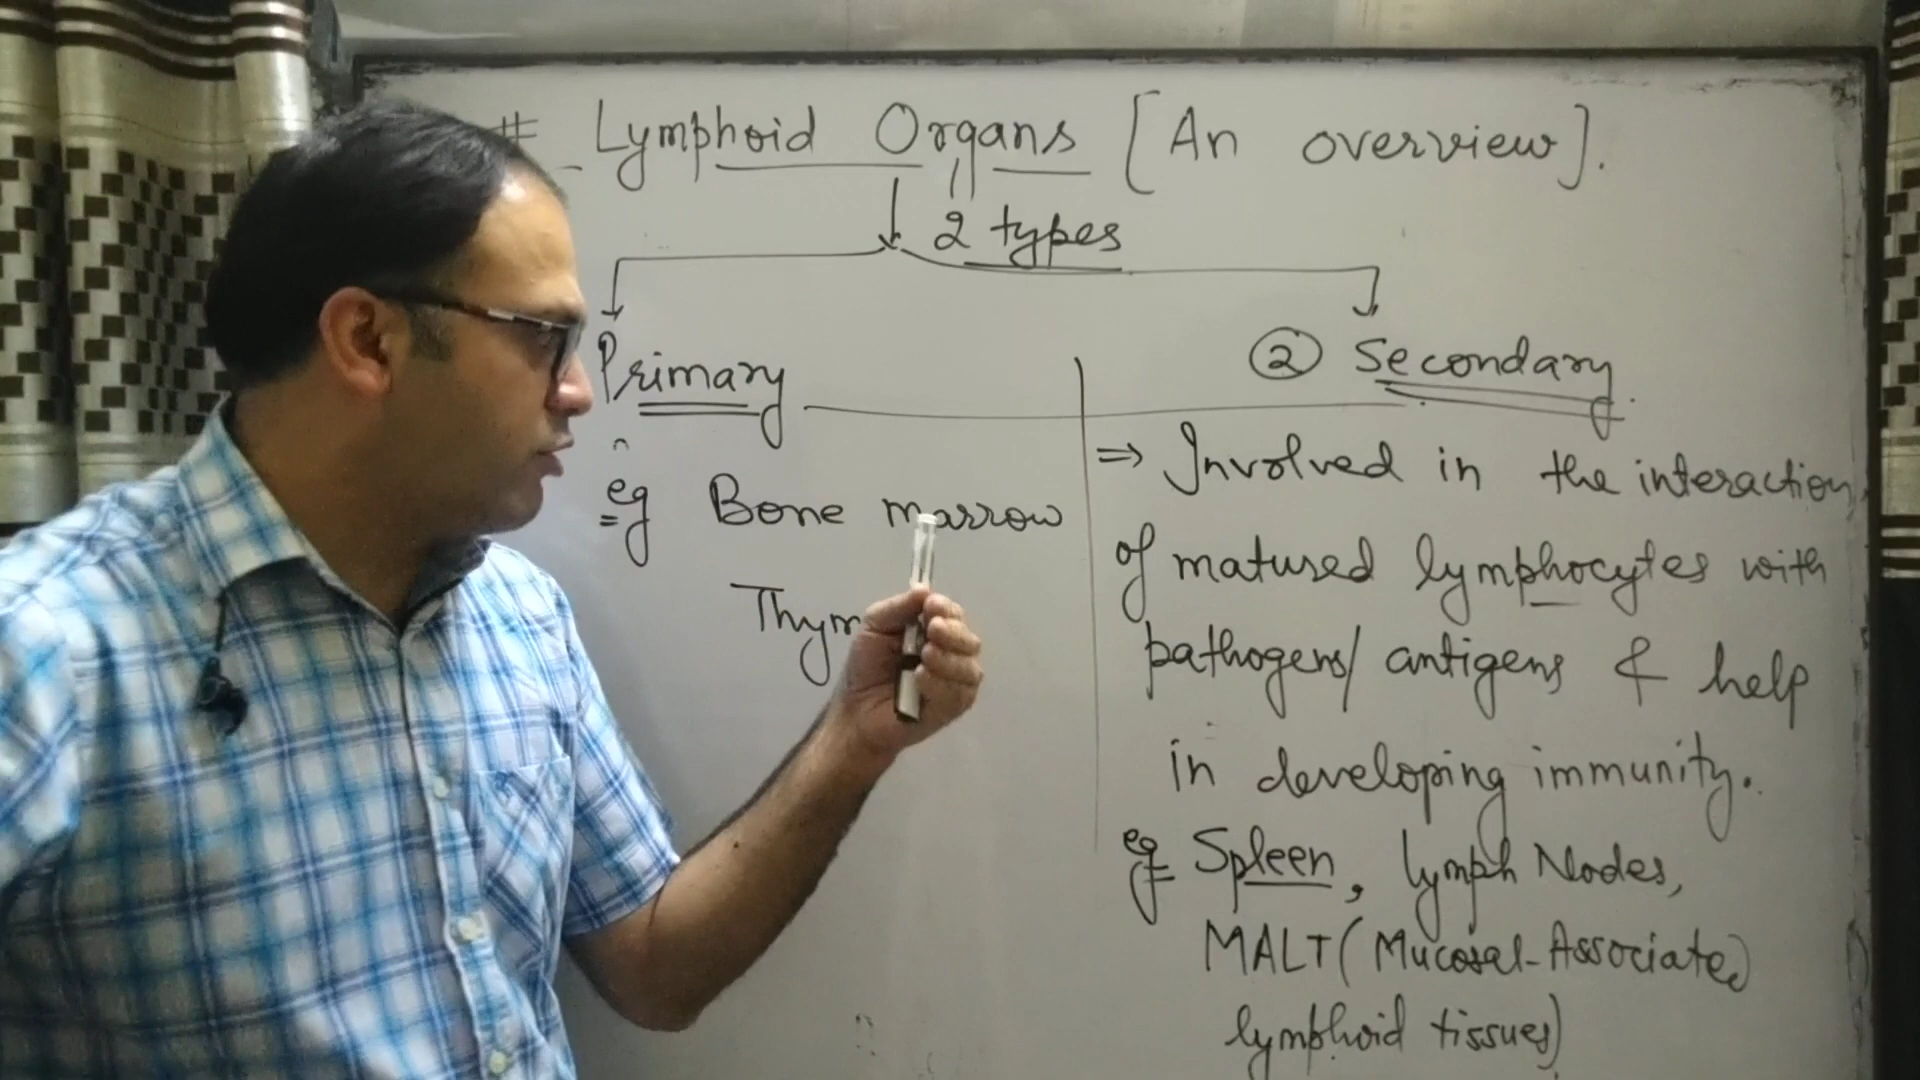 # Lymphoid Organs [An overview].
2 types
Primary
eg Bone marrow
Thym
② Secondary
⇒ Involved in the interaction
of matured lymphocytes with
pathogens/ antigens & help
in developing immunity.
eg Spleen, lymph Nodes,
MALT (Mucosal-Associated
lymphoid tissues)